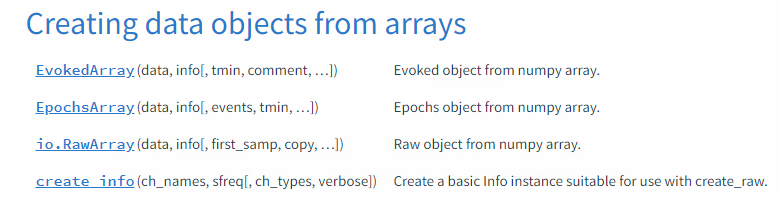 Creating data objects from arrays
EvokedArray(data, info[, tmin, comment, …]) Evoked object from numpy array.
EpochsArray(data, info[, events, tmin, …]) Epochs object from numpy array.
io.RawArray(data, info[, first_samp, copy, …]) Raw object from numpy array.
create_info(ch_names, sfreq[, ch_types, verbose]) Create a basic Info instance suitable for use with create_raw.